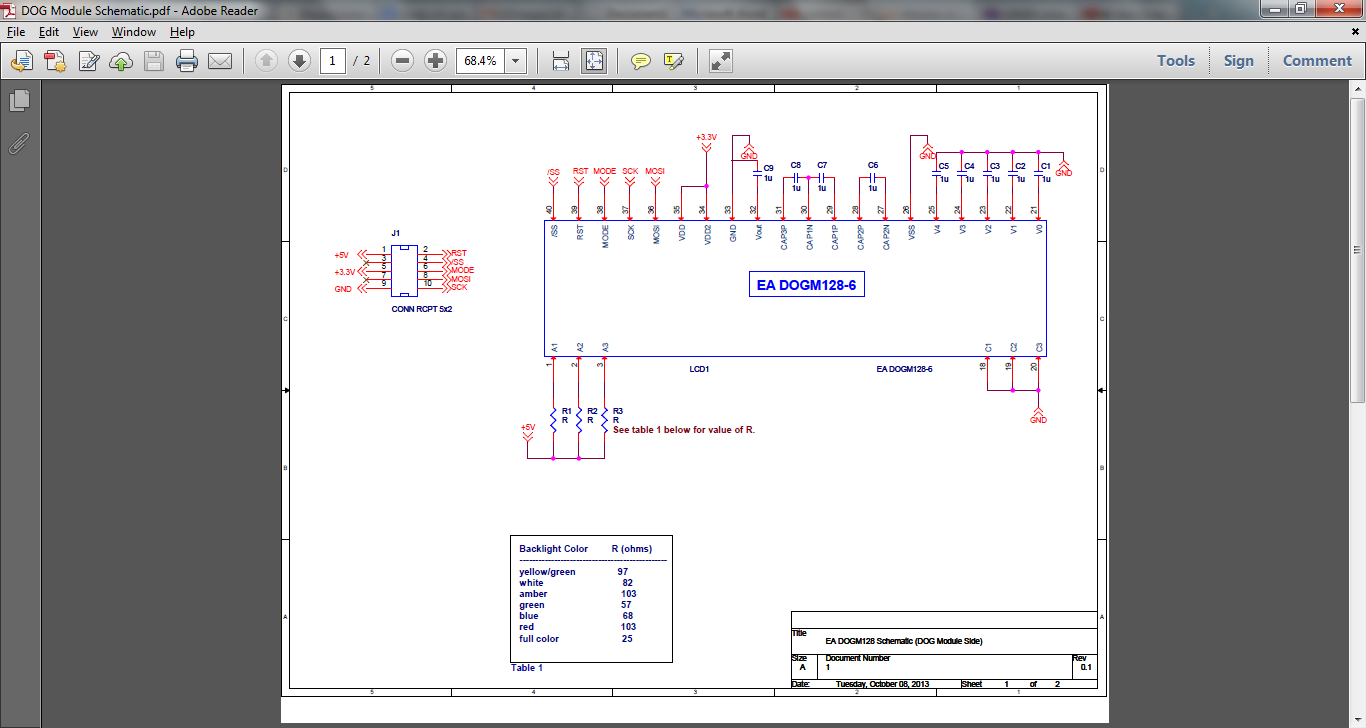 DOG Module Schematic.pdf - Adobe Reader
File Edit View Window Help
1 / 2 68.4% Tools Sign Comment
5 4 3 2 1
D D
C C
B B
A A
+3.3V
/SS RST MODE SCK MOSI
GND GND GND
C9 1u
C8 1u
C7 1u
C6 1u
C5 1u
C4 1u
C3 1u
C2 1u
C1 1u
40 39 38 37 36 35 34 33 32 31 30 29 28 27 26 25 24 23 22 21
/SS RST MODE SCK MOSI VDD VDD2 GND Vout CAP3P CAP1N CAP1P CAP2P CAP2N VSS V4 V3 V2 V1 V0
EA DOGM128-6
J1
+5V 1 2 RST
3 4 /SS
+3.3V 5 6 MODE
7 8 MOSI
GND 9 10 SCK
CONN RCPT 5x2
A1 A2 A3 C1 C2 C3
1 2 3 18 19 20
LCD1 EA DOGM128-6
R1 R2 R3
R R R
See table 1 below for value of R.
+5V
GND
Backlight Color R (ohms)
yellow/green 97
white 82
amber 103
green 57
blue 68
red 103
full color 25
Table 1
Title
EA DOGM128 Schematic (DOG Module Side)
Size Document Number Rev
A 1 0.1
Date: Tuesday, October 08, 2013 Sheet 1 of 2
5 4 3 2 1